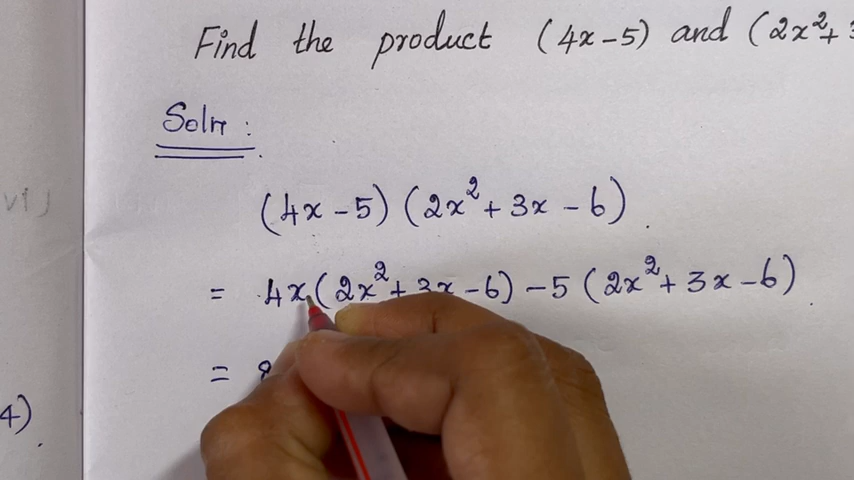 Find the product (4x-5) and (2x²+
Soln :
(4x-5) (2x²+3x-6) .
= 4x(2x²+3x-6) -5 (2x²+3x-6) .
= 8
4) .